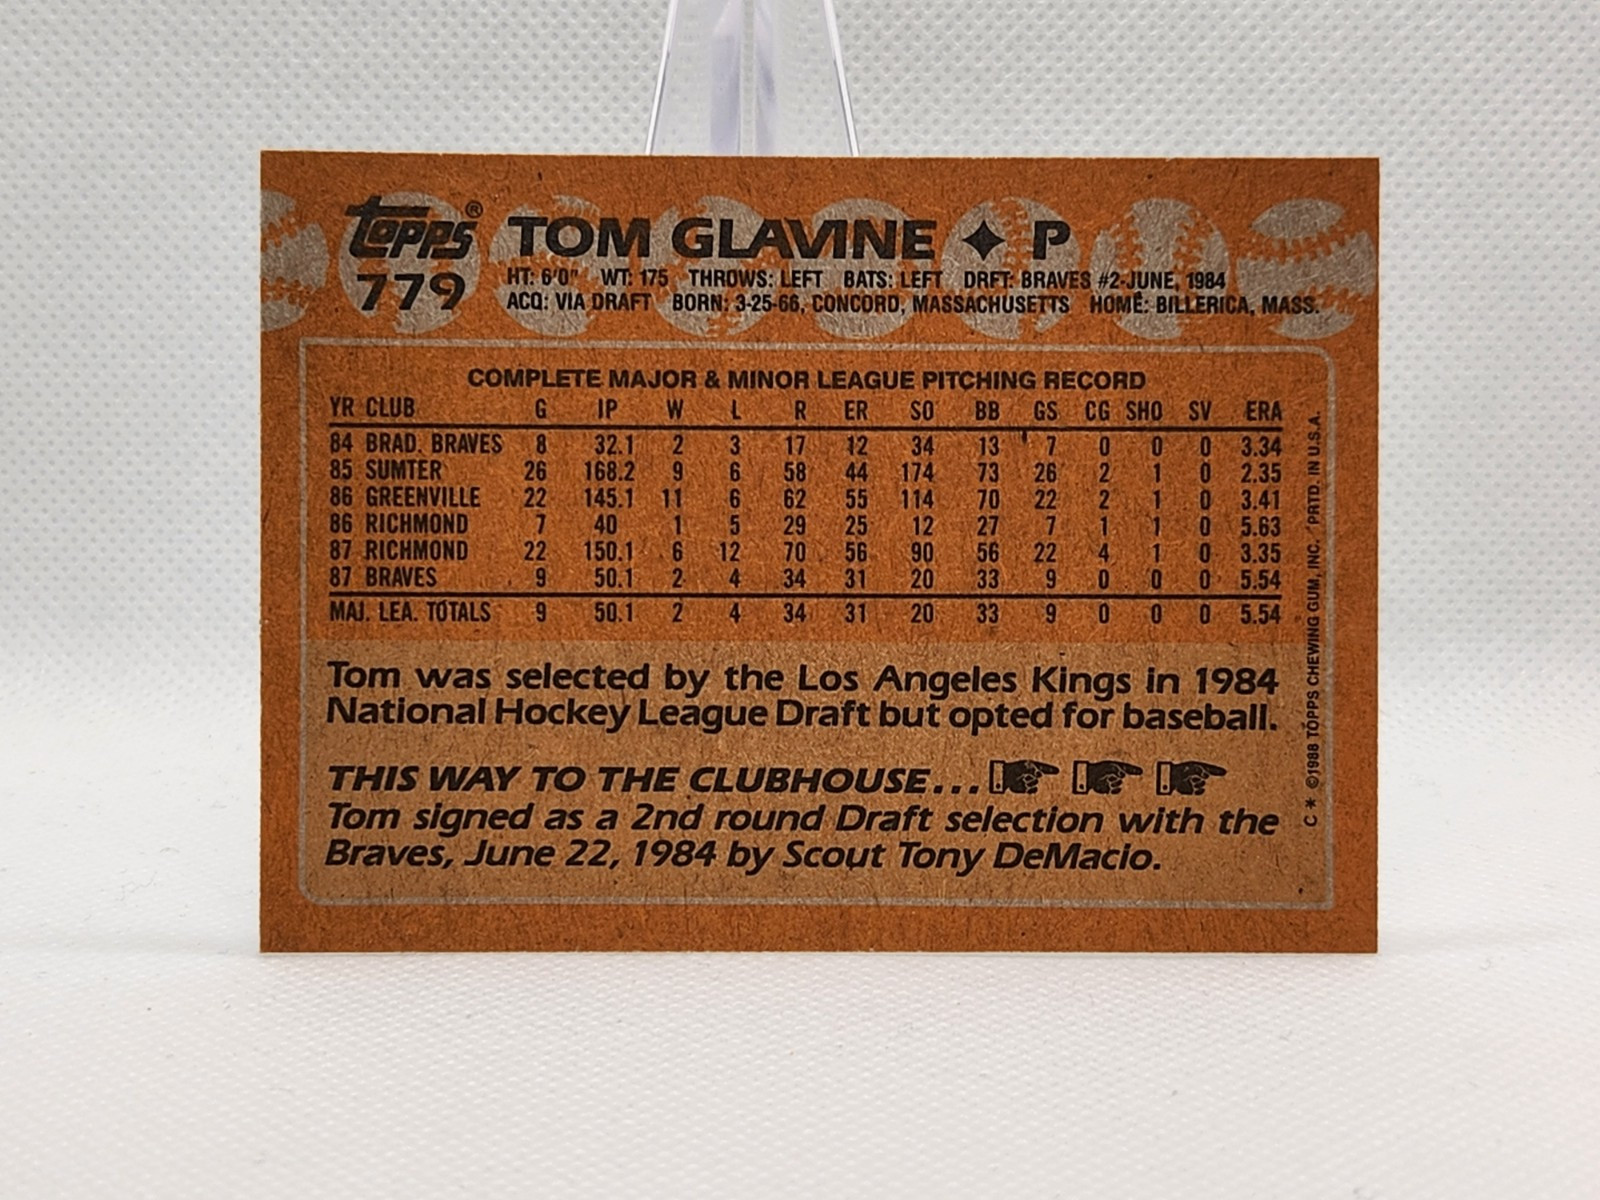 Topps® TOM GLAVINE ✦ P
779
HT: 6'0" WT: 175 THROWS: LEFT BATS: LEFT DRFT: BRAVES #2-JUNE, 1984
ACQ: VIA DRAFT BORN: 3-25-66, CONCORD, MASSACHUSETTS HOME: BILLERICA, MASS.
COMPLETE MAJOR & MINOR LEAGUE PITCHING RECORD
YR CLUB G IP W L R ER SO BB GS CG SHO SV ERA
84 BRAD. BRAVES 8 32.1 2 3 17 12 34 13 7 0 0 0 3.34
85 SUMTER 26 168.2 9 6 58 44 174 73 26 2 1 0 2.35
86 GREENVILLE 22 145.1 11 6 62 55 114 70 22 2 1 0 3.41
86 RICHMOND 7 40 1 5 29 25 12 27 7 1 1 0 5.63
87 RICHMOND 22 150.1 6 12 70 56 90 56 22 4 1 0 3.35
87 BRAVES 9 50.1 2 4 34 31 20 33 9 0 0 0 5.54
MAJ. LEA. TOTALS 9 50.1 2 4 34 31 20 33 9 0 0 0 5.54
Tom was selected by the Los Angeles Kings in 1984
National Hockey League Draft but opted for baseball.
THIS WAY TO THE CLUBHOUSE...
Tom signed as a 2nd round Draft selection with the
Braves, June 22, 1984 by Scout Tony DeMacio.
C * ©1988 TOPPS CHEWING GUM, INC. PRTD. IN U.S.A.